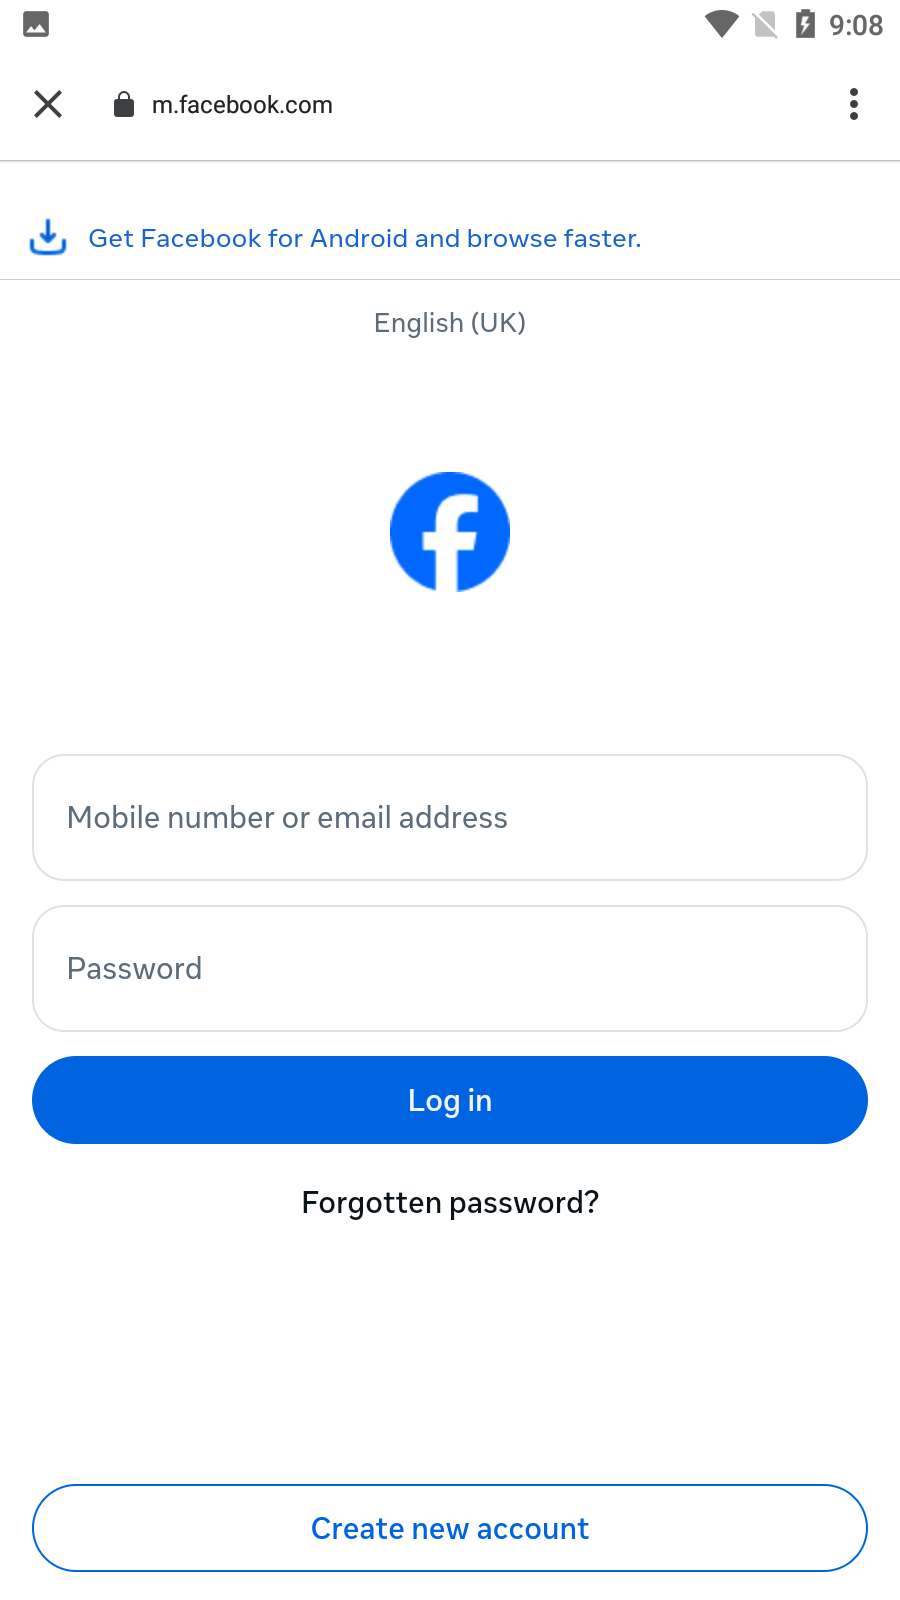 9:08
m.facebook.com
Get Facebook for Android and browse faster.
English (UK)
Mobile number or email address
Password
Log in
Forgotten password?
Create new account